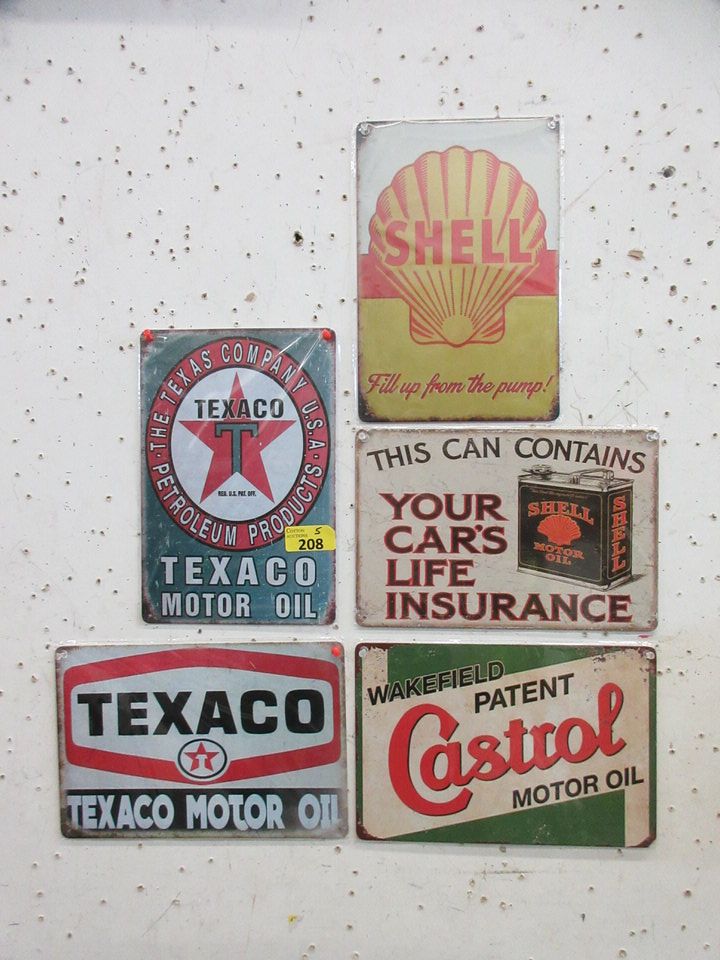 SHELL
Fill up from the pump!
THE TEXAS COMPANY U.S.A.
TEXACO
T
REG. U.S. PAT. OFF.
PETROLEUM PRODUCTS
COTTON 5
AUCTIONS
208
TEXACO
MOTOR OIL
THIS CAN CONTAINS
YOUR
CAR'S
LIFE
INSURANCE
SHELL
MOTOR
OIL
SHELL
TEXACO
T
TEXACO MOTOR OIL
WAKEFIELD
PATENT
Castrol
MOTOR OIL